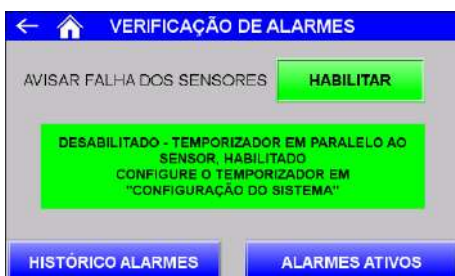 VERIFICAÇÃO DE ALARMES
AVISAR FALHA DOS SENSORES HABILITAR
DESABILITADO - TEMPORIZADOR EM PARALELO AO
SENSOR, HABILITADO
CONFIGURE O TEMPORIZADOR EM
"CONFIGURAÇÃO DO SISTEMA"
HISTÓRICO ALARMES ALARMES ATIVOS